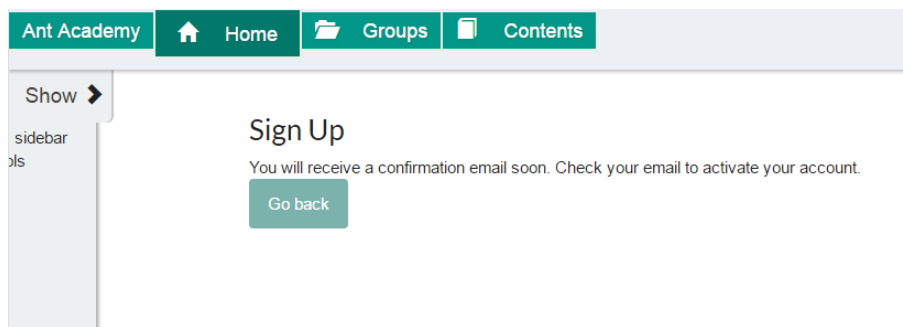 Ant Academy Home Groups Contents
Show
sidebar
Sign Up
You will receive a confirmation email soon. Check your email to activate your account.
Go back